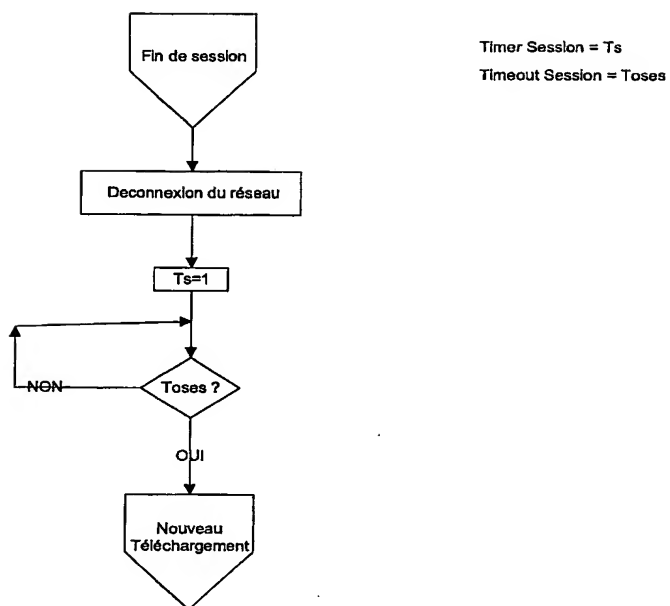 Fin de session
Timer Session = Ts
Timeout Session = Toses
Deconnexion du réseau
Ts=1
Toses ?
NON
OUI
Nouveau
Téléchargement